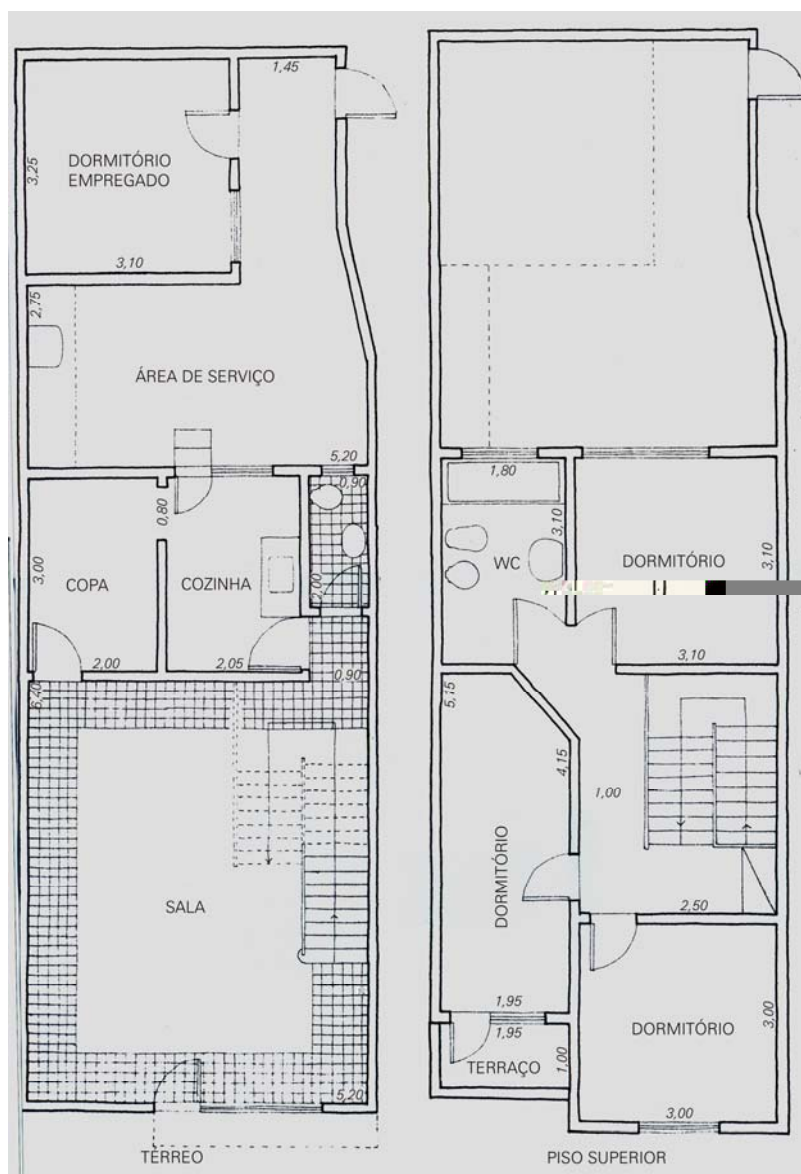 1,45
DORMITÓRIO
EMPREGADO
3,25
3,10
2,75
ÁREA DE SERVIÇO
5,20
0,90
0,80
3,00
COPA
COZINHA
2,00
2,00
2,05
0,90
6,40
SALA
5,20
TÉRREO
1,80
3,10
WC
DORMITÓRIO
3,10
3,10
5,15
4,15
1,00
DORMITÓRIO
2,50
1,95
1,95
TERRAÇO
1,00
DORMITÓRIO
3,00
3,00
PISO SUPERIOR